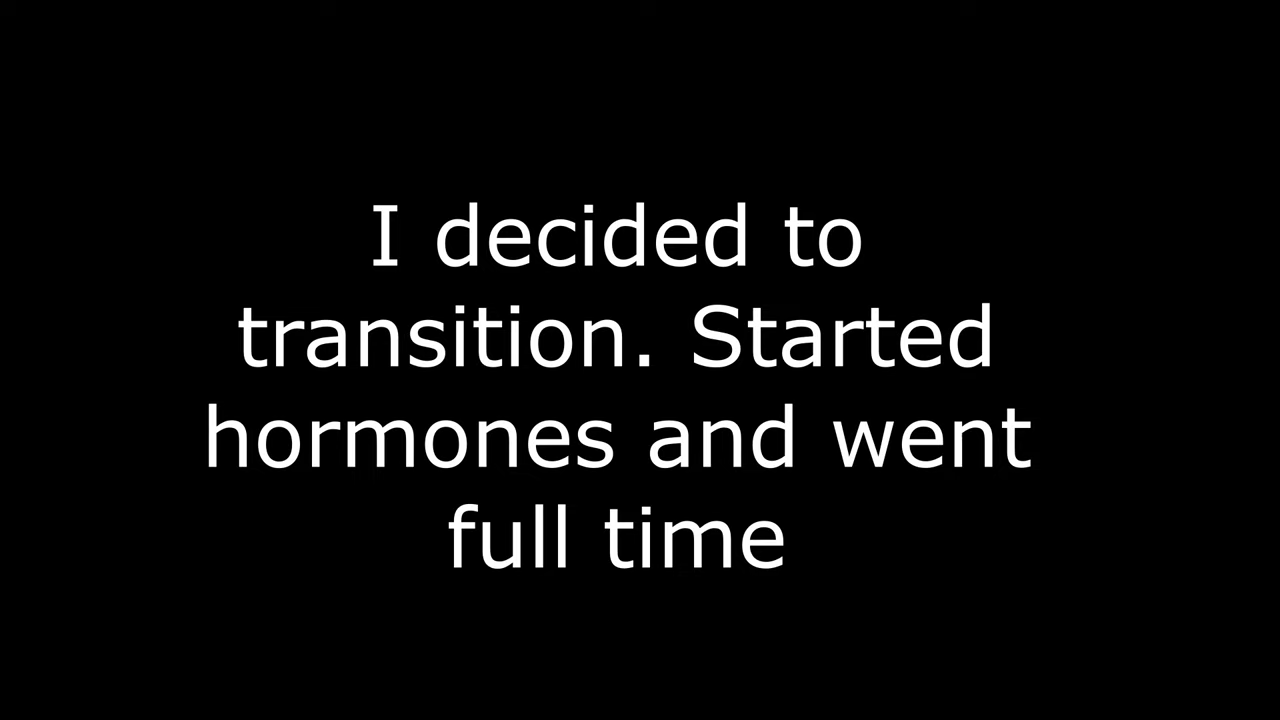 I decided to
transition. Started
hormones and went
full time